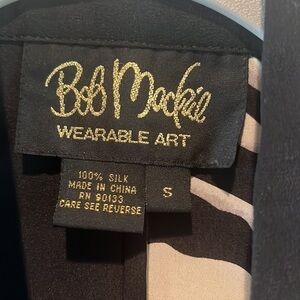 Bob Mackie
WEARABLE ART
100% SILK
MADE IN CHINA
RN 90133
CARE SEE REVERSE
S